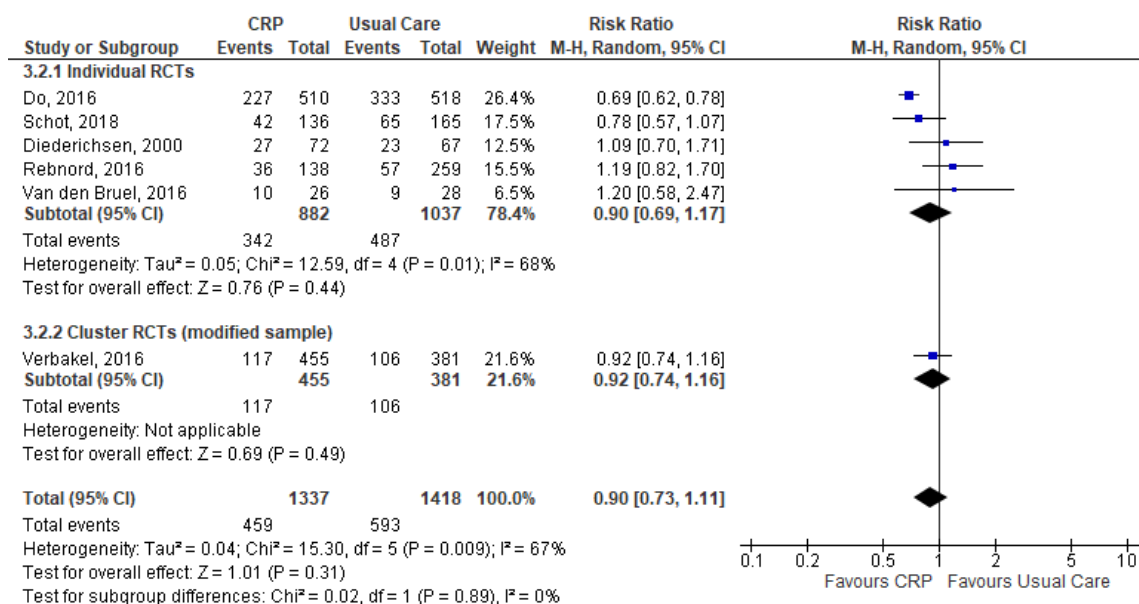 CRP Usual Care Risk Ratio Risk Ratio
Study or Subgroup Events Total Events Total Weight M-H, Random, 95% CI M-H, Random, 95% CI
3.2.1 Individual RCTs
Do, 2016 227 510 333 518 26.4% 0.69 [0.62, 0.78]
Schot, 2018 42 136 65 165 17.5% 0.78 [0.57, 1.07]
Diederichsen, 2000 27 72 23 67 12.5% 1.09 [0.70, 1.71]
Rebnord, 2016 36 138 57 259 15.5% 1.19 [0.82, 1.70]
Van den Bruel, 2016 10 26 9 28 6.5% 1.20 [0.58, 2.47]
Subtotal (95% CI) 882 1037 78.4% 0.90 [0.69, 1.17]
Total events 342 487
Heterogeneity: Tau² = 0.05; Chi² = 12.59, df = 4 (P = 0.01); I² = 68%
Test for overall effect: Z = 0.76 (P = 0.44)
3.2.2 Cluster RCTs (modified sample)
Verbakel, 2016 117 455 106 381 21.6% 0.92 [0.74, 1.16]
Subtotal (95% CI) 455 381 21.6% 0.92 [0.74, 1.16]
Total events 117 106
Heterogeneity: Not applicable
Test for overall effect: Z = 0.69 (P = 0.49)
Total (95% CI) 1337 1418 100.0% 0.90 [0.73, 1.11]
Total events 459 593
Heterogeneity: Tau² = 0.04; Chi² = 15.30, df = 5 (P = 0.009); I² = 67%
Test for overall effect: Z = 1.01 (P = 0.31)
Test for subgroup differences: Chi² = 0.02, df = 1 (P = 0.89), I² = 0%
0.1 0.2 0.5 1 2 5 10
Favours CRP Favours Usual Care